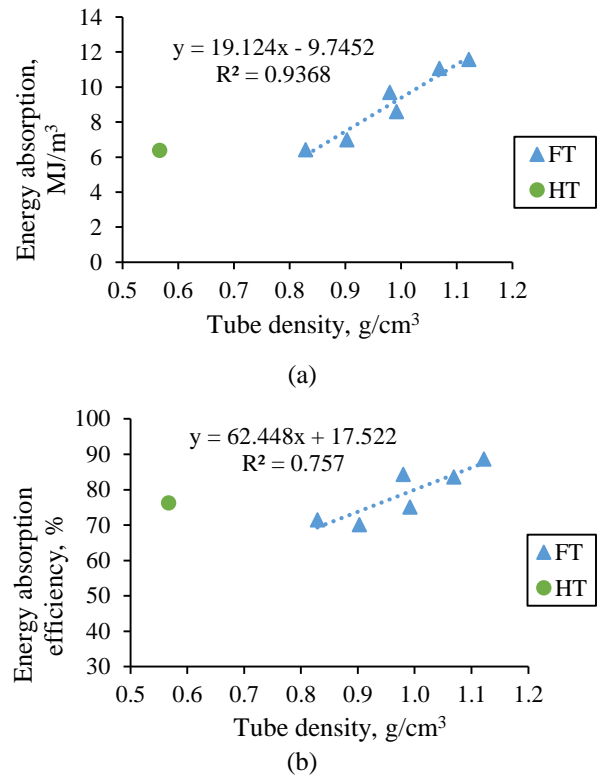 y = 19.124x - 9.7452
R² = 0.9368
14
12
10
8
6
4
2
0
Energy absorption,
MJ/m³
0.5 0.6 0.7 0.8 0.9 1.0 1.1 1.2
Tube density, g/cm³
FT
HT
(a)
y = 62.448x + 17.522
R² = 0.757
100
90
80
70
60
50
40
30
Energy absorption
efficiency, %
0.5 0.6 0.7 0.8 0.9 1.0 1.1 1.2
Tube density, g/cm³
FT
HT
(b)